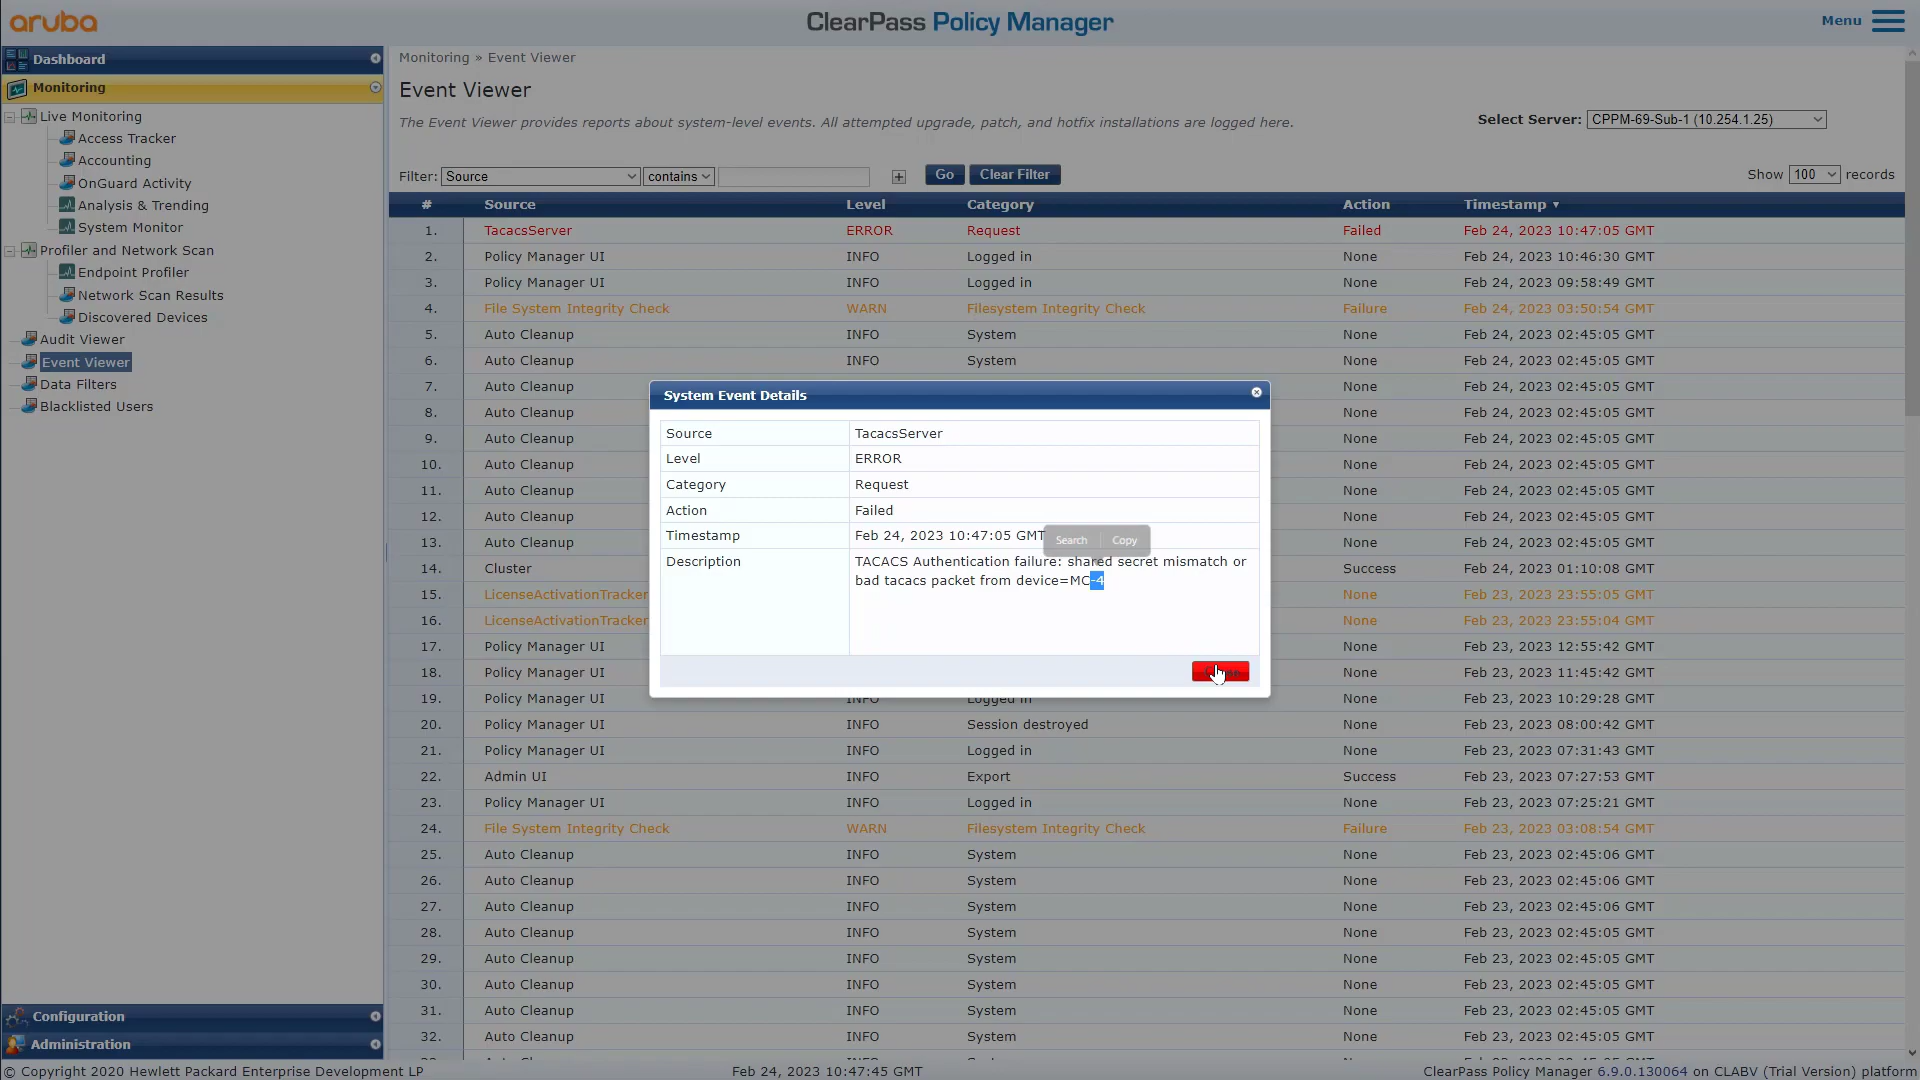 aruba
ClearPass Policy Manager
Menu
Dashboard
Monitoring
Live Monitoring
Access Tracker
Accounting
OnGuard Activity
Analysis & Trending
System Monitor
Profiler and Network Scan
Endpoint Profiler
Network Scan Results
Discovered Devices
Audit Viewer
Event Viewer
Data Filters
Blacklisted Users
Configuration
Administration
Monitoring » Event Viewer
Event Viewer
The Event Viewer provides reports about system-level events. All attempted upgrade, patch, and hotfix installations are logged here.
Select Server: CPPM-69-Sub-1 (10.254.1.25)
Filter: Source contains Go Clear Filter Show 100 records
# Source Level Category Action Timestamp
1. TacacsServer ERROR Request Failed Feb 24, 2023 10:47:05 GMT
2. Policy Manager UI INFO Logged in None Feb 24, 2023 10:46:30 GMT
3. Policy Manager UI INFO Logged in None Feb 24, 2023 09:58:49 GMT
4. File System Integrity Check WARN Filesystem Integrity Check Failure Feb 24, 2023 03:50:54 GMT
5. Auto Cleanup INFO System None Feb 24, 2023 02:45:05 GMT
6. Auto Cleanup INFO System None Feb 24, 2023 02:45:05 GMT
7. Auto Cleanup None Feb 24, 2023 02:45:05 GMT
8. Auto Cleanup None Feb 24, 2023 02:45:05 GMT
9. Auto Cleanup None Feb 24, 2023 02:45:05 GMT
10. Auto Cleanup None Feb 24, 2023 02:45:05 GMT
11. Auto Cleanup None Feb 24, 2023 02:45:05 GMT
12. Auto Cleanup None Feb 24, 2023 02:45:05 GMT
13. Auto Cleanup None Feb 24, 2023 02:45:05 GMT
14. Cluster Success Feb 24, 2023 01:10:08 GMT
15. LicenseActivationTracker None Feb 23, 2023 23:55:05 GMT
16. LicenseActivationTracker None Feb 23, 2023 23:55:04 GMT
17. Policy Manager UI None Feb 23, 2023 12:55:42 GMT
18. Policy Manager UI None Feb 23, 2023 11:45:42 GMT
19. Policy Manager UI INFO Logged in None Feb 23, 2023 10:29:28 GMT
20. Policy Manager UI INFO Session destroyed None Feb 23, 2023 08:00:42 GMT
21. Policy Manager UI INFO Logged in None Feb 23, 2023 07:31:43 GMT
22. Admin UI INFO Export Success Feb 23, 2023 07:27:53 GMT
23. Policy Manager UI INFO Logged in None Feb 23, 2023 07:25:21 GMT
24. File System Integrity Check WARN Filesystem Integrity Check Failure Feb 23, 2023 03:08:54 GMT
25. Auto Cleanup INFO System None Feb 23, 2023 02:45:06 GMT
26. Auto Cleanup INFO System None Feb 23, 2023 02:45:06 GMT
27. Auto Cleanup INFO System None Feb 23, 2023 02:45:06 GMT
28. Auto Cleanup INFO System None Feb 23, 2023 02:45:05 GMT
29. Auto Cleanup INFO System None Feb 23, 2023 02:45:05 GMT
30. Auto Cleanup INFO System None Feb 23, 2023 02:45:05 GMT
31. Auto Cleanup INFO System None Feb 23, 2023 02:45:05 GMT
32. Auto Cleanup INFO System None Feb 23, 2023 02:45:05 GMT
System Event Details
Source TacacsServer
Level ERROR
Category Request
Action Failed
Timestamp Feb 24, 2023 10:47:05 GMT
Search Copy
Description TACACS Authentication failure: shared secret mismatch or
bad tacacs packet from device=MC-4
© Copyright 2020 Hewlett Packard Enterprise Development LP Feb 24, 2023 10:47:45 GMT ClearPass Policy Manager 6.9.0.130064 on CLABV (Trial Version) platform